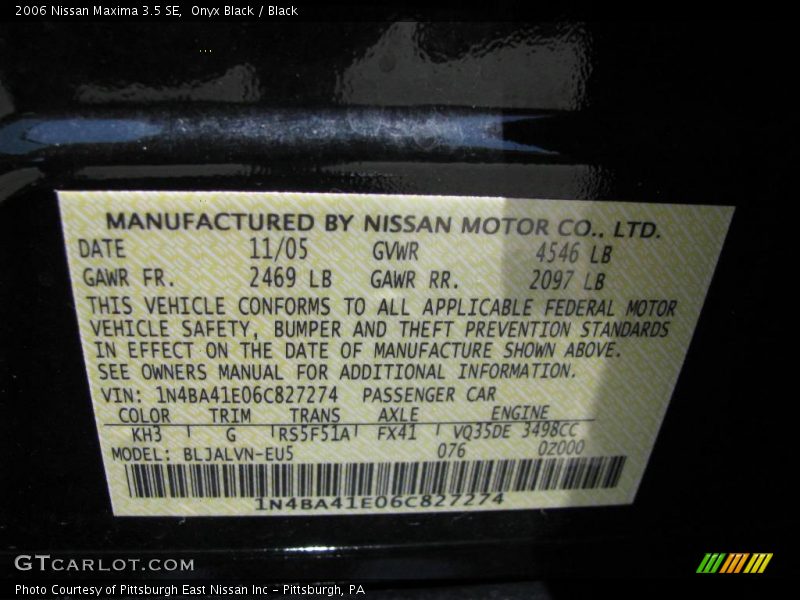 2006 Nissan Maxima 3.5 SE, Onyx Black / Black
MANUFACTURED BY NISSAN MOTOR CO., LTD.
DATE 11/05 GVWR 4546 LB
GAWR FR. 2469 LB GAWR RR. 2097 LB
THIS VEHICLE CONFORMS TO ALL APPLICABLE FEDERAL MOTOR
VEHICLE SAFETY, BUMPER AND THEFT PREVENTION STANDARDS
IN EFFECT ON THE DATE OF MANUFACTURE SHOWN ABOVE.
SEE OWNERS MANUAL FOR ADDITIONAL INFORMATION.
VIN: 1N4BA41E06C827274 PASSENGER CAR
COLOR TRIM TRANS AXLE ENGINE
KH3 G RS5F51A FX41 VQ35DE 3498CC
MODEL: BLJALVN-EU5 076 02000
1N4BA41E06C827274
GTCARLOT.COM
Photo Courtesy of Pittsburgh East Nissan Inc - Pittsburgh, PA